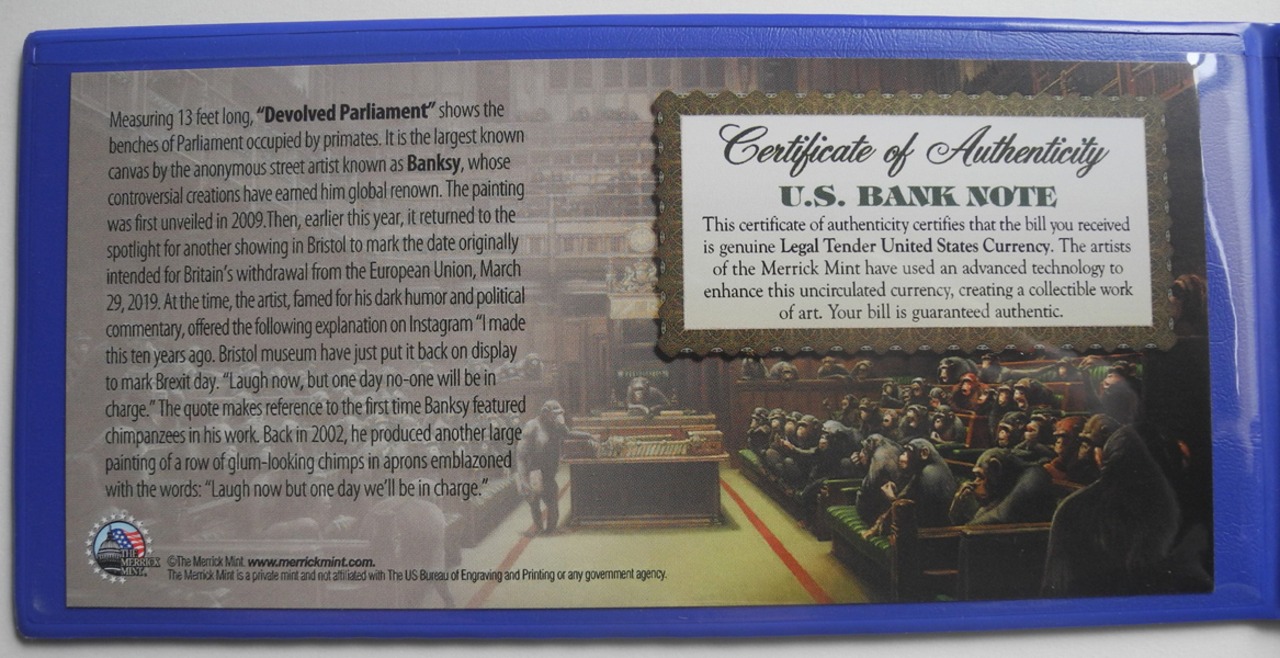 Measuring 13 feet long, “Devolved Parliament” shows the
benches of Parliament occupied by primates. It is the largest known
canvas by the anonymous street artist known as Banksy, whose
controversial creations have earned him global renown. The painting
was first unveiled in 2009.Then, earlier this year, it returned to the
spotlight for another showing in Bristol to mark the date originally
intended for Britain’s withdrawal from the European Union, March
29, 2019. At the time, the artist, famed for his dark humor and political
commentary, offered the following explanation on Instagram “I made
this ten years ago. Bristol museum have just put it back on display
to mark Brexit day. “Laugh now, but one day no-one will be in
charge.” The quote makes reference to the first time Banksy featured
chimpanzees in his work. Back in 2002, he produced another large
painting of a row of glum-looking chimps in aprons emblazoned
with the words: “Laugh now but one day we’ll be in charge.”
THE
MERRICK
MINT
©The Merrick Mint. www.merrickmint.com.
The Merrick Mint is a private mint and not affiliated with The US Bureau of Engraving and Printing or any government agency.
Certificate of Authenticity
U.S. BANK NOTE
This certificate of authenticity certifies that the bill you received
is genuine Legal Tender United States Currency. The artists
of the Merrick Mint have used an advanced technology to
enhance this uncirculated currency, creating a collectible work
of art. Your bill is guaranteed authentic.